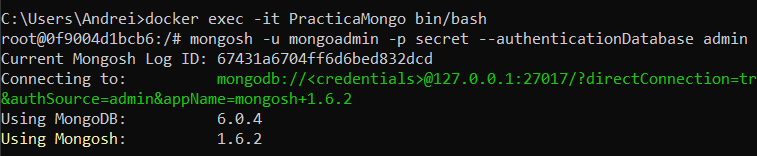 C:\Users\Andrei>docker exec -it PracticaMongo bin/bash
root@0f9004d1bcb6:/# mongosh -u mongoadmin -p secret --authenticationDatabase admin
Current Mongosh Log ID: 67431a6704ff6d6bed832dcd
Connecting to:          mongodb://<credentials>@127.0.0.1:27017/?directConnection=tr
&authSource=admin&appName=mongosh+1.6.2
Using MongoDB:          6.0.4
Using Mongosh:          1.6.2